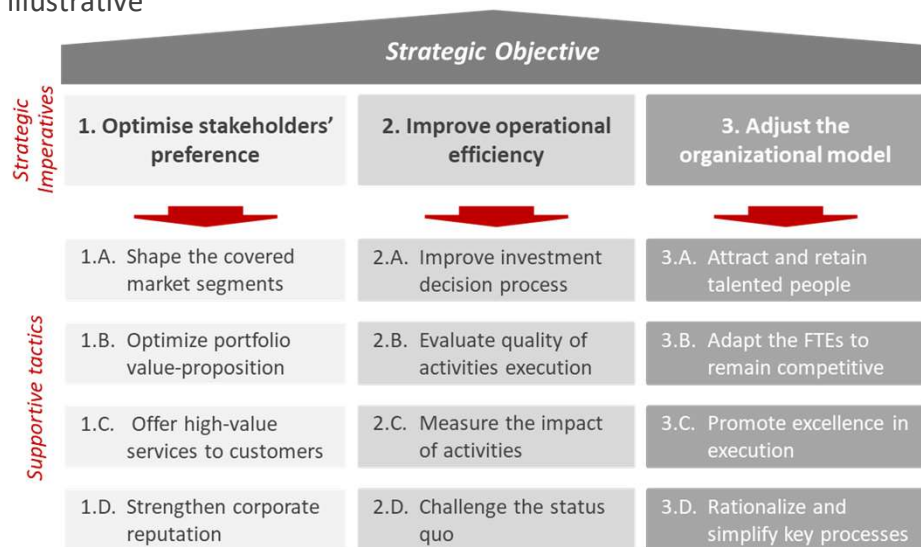 Illustrative
Strategic Objective
Strategic
Imperatives
1. Optimise stakeholders’
preference
2. Improve operational
efficiency
3. Adjust the
organizational model
Supportive tactics
1.A. Shape the covered
market segments
2.A. Improve investment
decision process
3.A. Attract and retain
talented people
1.B. Optimize portfolio
value-proposition
2.B. Evaluate quality of
activities execution
3.B. Adapt the FTEs to
remain competitive
1.C. Offer high-value
services to customers
2.C. Measure the impact
of activities
3.C. Promote excellence in
execution
1.D. Strengthen corporate
reputation
2.D. Challenge the status
quo
3.D. Rationalize and
simplify key processes